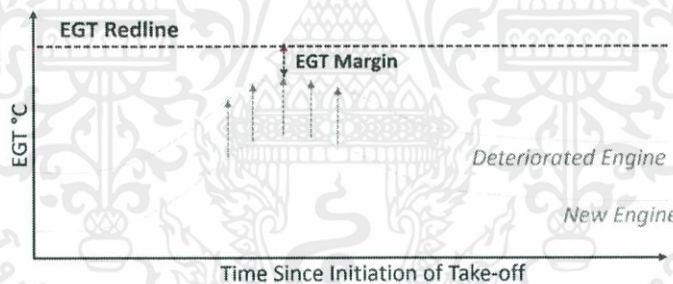 EGT Redline
EGT Margin
EGT °C
Deteriorated Engine
New Engine
Time Since Initiation of Take-off